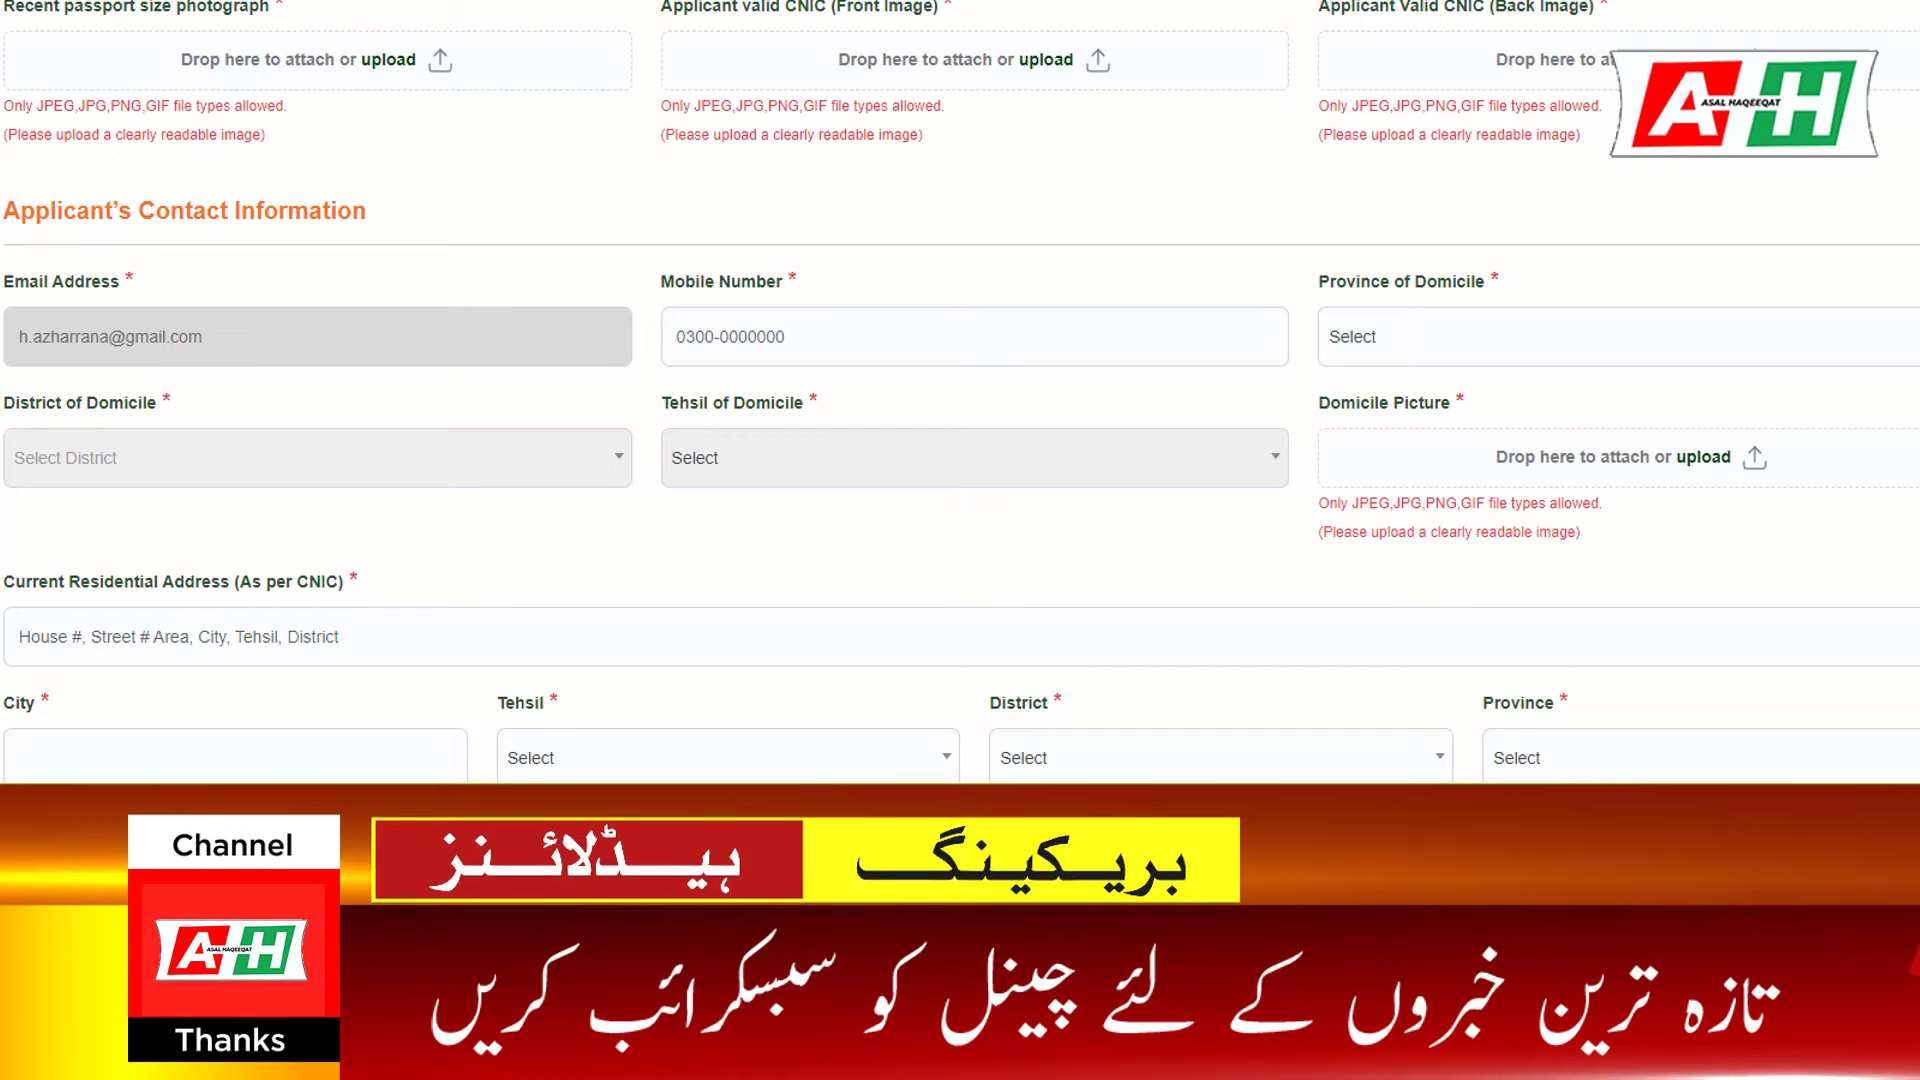 Recent passport size photograph *
Applicant valid CNIC (Front Image) *
Applicant Valid CNIC (Back Image) *
Drop here to attach or upload
Drop here to attach or upload
Drop here to at
Only JPEG,JPG,PNG,GIF file types allowed.
Only JPEG,JPG,PNG,GIF file types allowed.
Only JPEG,JPG,PNG,GIF file types allowed.
(Please upload a clearly readable image)
(Please upload a clearly readable image)
(Please upload a clearly readable image)
AH
ASAL HAQEEQAT
Applicant’s Contact Information
Email Address *
Mobile Number *
Province of Domicile *
h.azharrana@gmail.com
0300-0000000
Select
District of Domicile *
Tehsil of Domicile *
Domicile Picture *
Select District
Select
Drop here to attach or upload
Only JPEG,JPG,PNG,GIF file types allowed.
(Please upload a clearly readable image)
Current Residential Address (As per CNIC) *
House #, Street # Area, City, Tehsil, District
City *
Tehsil *
District *
Province *
Select
Select
Select
Channel
AH
ASAL HAQEEQAT
Thanks
بریکینگ ہیڈلائنز
تازہ ترین خبروں کے لئے چینل کو سبسکرائب کریں